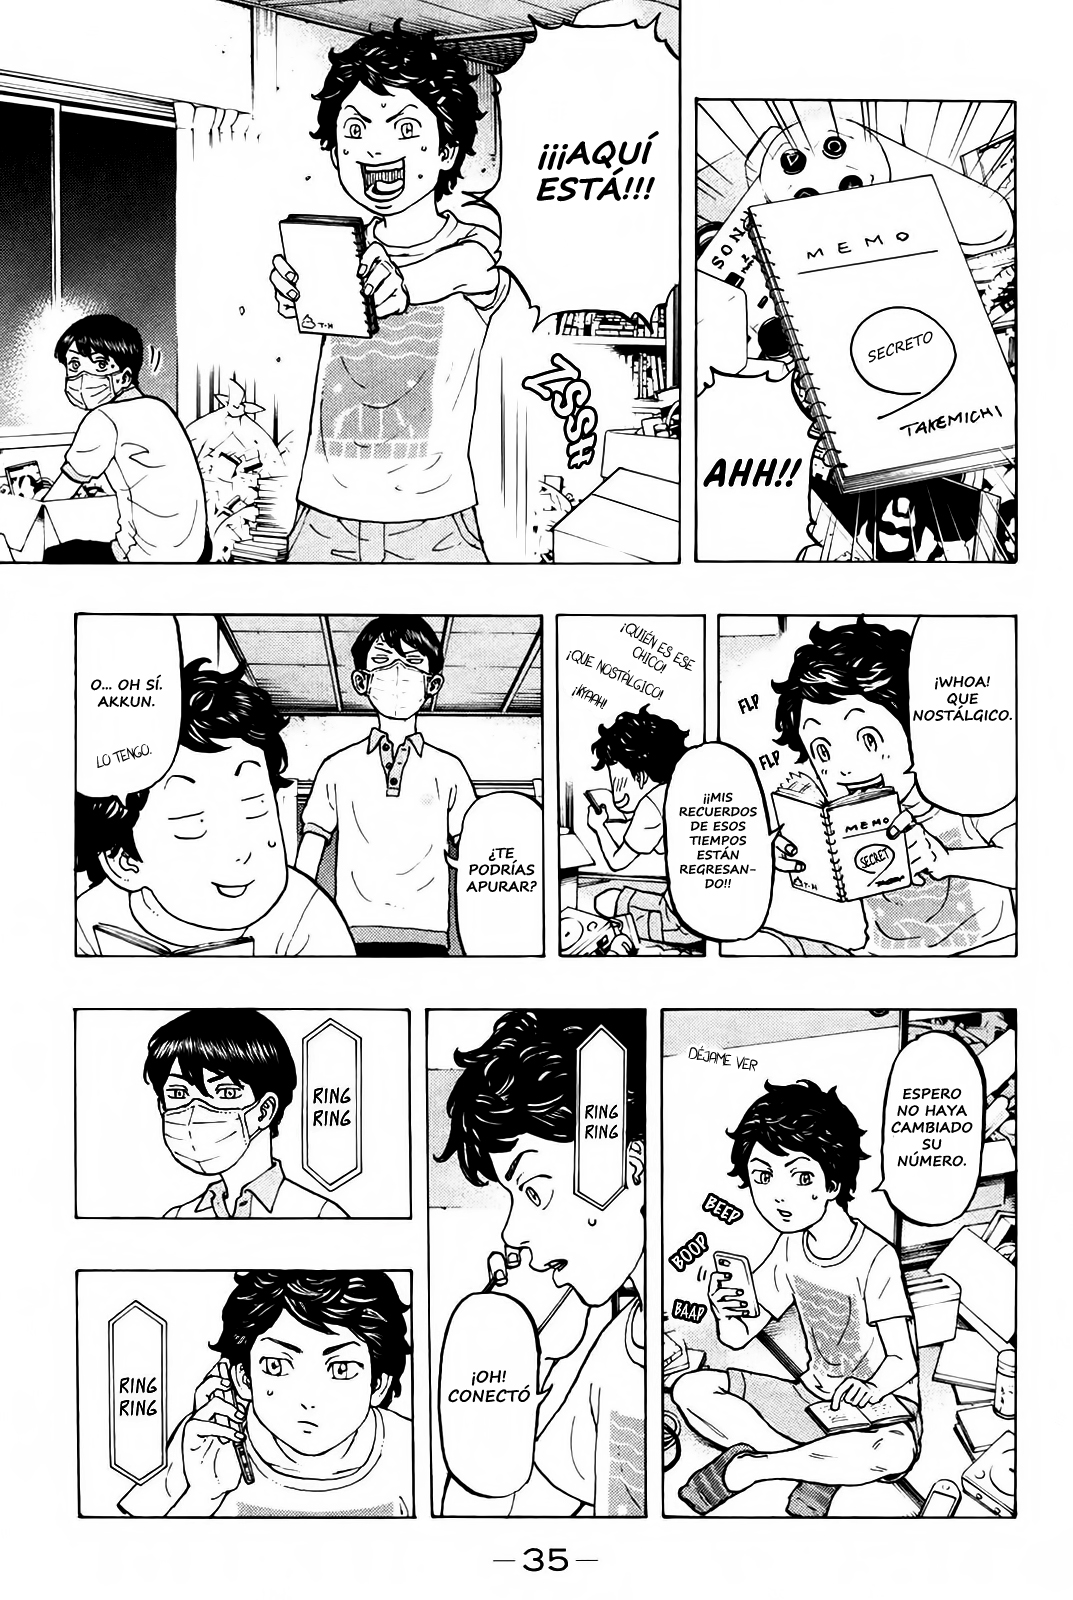 SONY
MEMO
SECRETO
TAKEMICHI
AHH!!
¡¡¡AQUÍ
ESTÁ!!!
T·H
ZSSH
¡WHOA!
QUE
NOSTÁLGICO.
FLP
FLP
MEMO
SECRET
T·H
¡¡MIS
RECUERDOS
DE ESOS
TIEMPOS
ESTÁN
REGRESAN-
DO!!
¡QUIÉN ES ESE
CHICO!
¡QUE NOSTÁLGICO!
¡KYAAH!
¿TE
PODRÍAS
APURAR?
O... OH SÍ.
AKKUN.
LO TENGO.
ESPERO
NO HAYA
CAMBIADO
SU
NÚMERO.
DÉJAME VER
BEEP
BOOP
BAAP
RING
RING
¡OH!
CONECTÓ
RING
RING
RING
RING
— 35 —